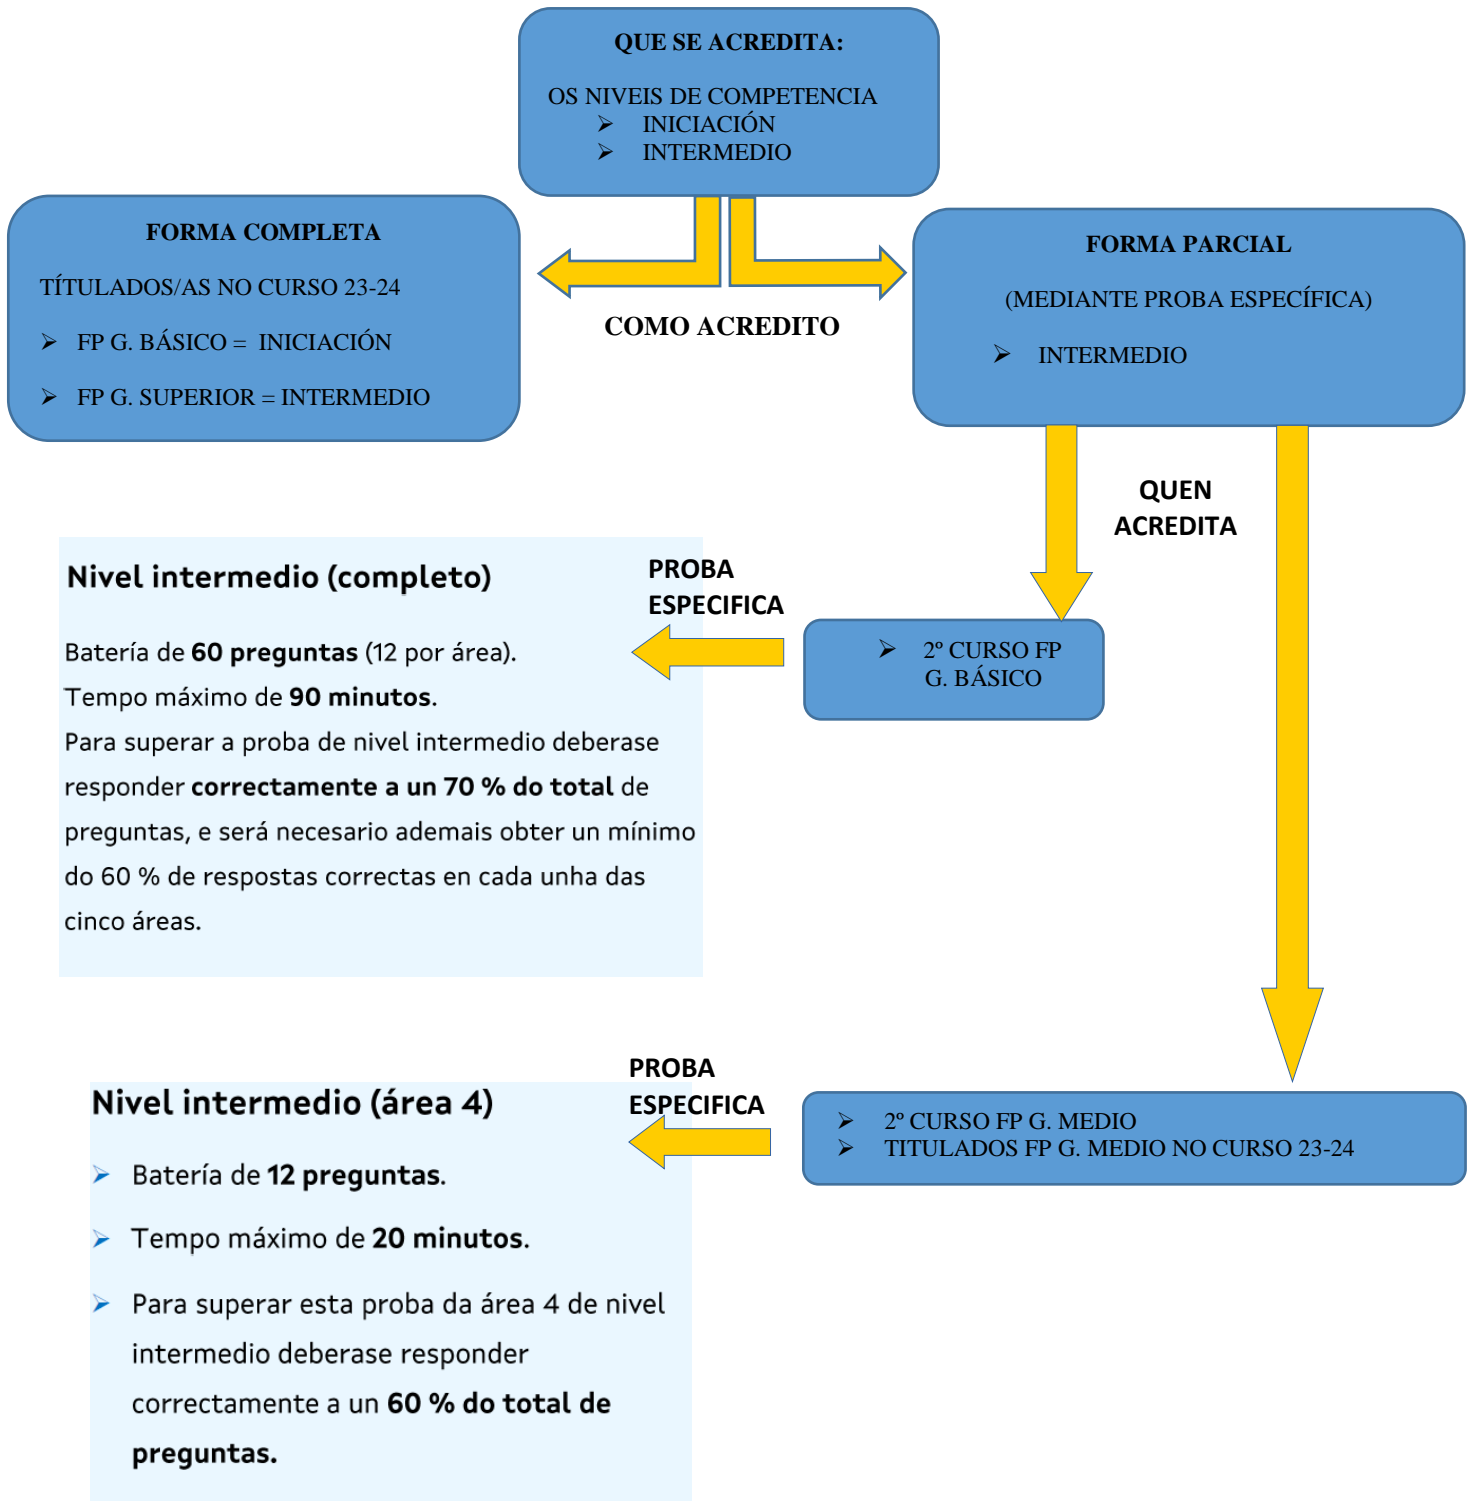 QUE SE ACREDITA:
OS NIVEIS DE COMPETENCIA
➢ INICIACIÓN
➢ INTERMEDIO
FORMA COMPLETA
TÍTULADOS/AS NO CURSO 23-24
➢ FP G. BÁSICO = INICIACIÓN
➢ FP G. SUPERIOR = INTERMEDIO
COMO ACREDITO
FORMA PARCIAL
(MEDIANTE PROBA ESPECÍFICA)
➢ INTERMEDIO
QUEN
ACREDITA
➢ 2º CURSO FP
G. BÁSICO
PROBA
ESPECIFICA
Nivel intermedio (completo)
Batería de 60 preguntas (12 por área).
Tempo máximo de 90 minutos.
Para superar a proba de nivel intermedio deberase
responder correctamente a un 70 % do total de
preguntas, e será necesario ademais obter un mínimo
do 60 % de respostas correctas en cada unha das
cinco áreas.
➢ 2º CURSO FP G. MEDIO
➢ TITULADOS FP G. MEDIO NO CURSO 23-24
PROBA
ESPECIFICA
Nivel intermedio (área 4)
➢ Batería de 12 preguntas.
➢ Tempo máximo de 20 minutos.
➢ Para superar esta proba da área 4 de nivel
intermedio deberase responder
correctamente a un 60 % do total de
preguntas.